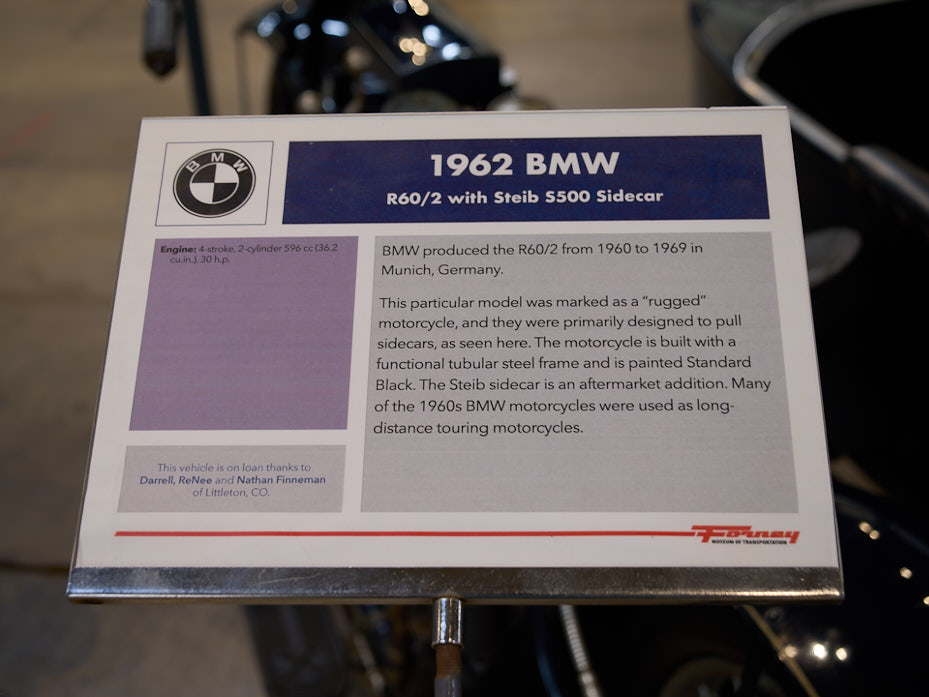 BMW
1962 BMW
R60/2 with Steib S500 Sidecar
Engine: 4-stroke, 2-cylinder 596 cc (36.2
cu.in.), 30 h.p.
BMW produced the R60/2 from 1960 to 1969 in
Munich, Germany.
This particular model was marked as a “rugged”
motorcycle, and they were primarily designed to pull
sidecars, as seen here. The motorcycle is built with a
functional tubular steel frame and is painted Standard
Black. The Steib sidecar is an aftermarket addition. Many
of the 1960s BMW motorcycles were used as long-
distance touring motorcycles.
This vehicle is on loan thanks to
Darrell, ReNee and Nathan Finneman
of Littleton, CO.
Forney
MUSEUM OF TRANSPORTATION